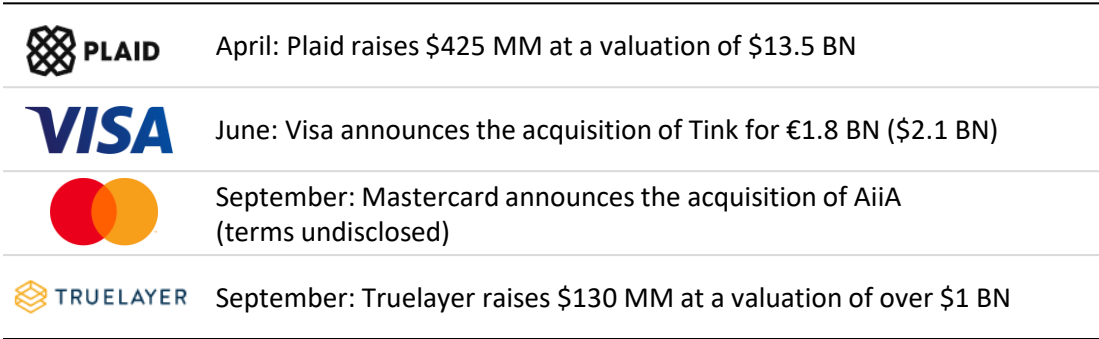 PLAID
April: Plaid raises $425 MM at a valuation of $13.5 BN
VISA
June: Visa announces the acquisition of Tink for €1.8 BN ($2.1 BN)
September: Mastercard announces the acquisition of AiiA
(terms undisclosed)
TRUELAYER
September: Truelayer raises $130 MM at a valuation of over $1 BN